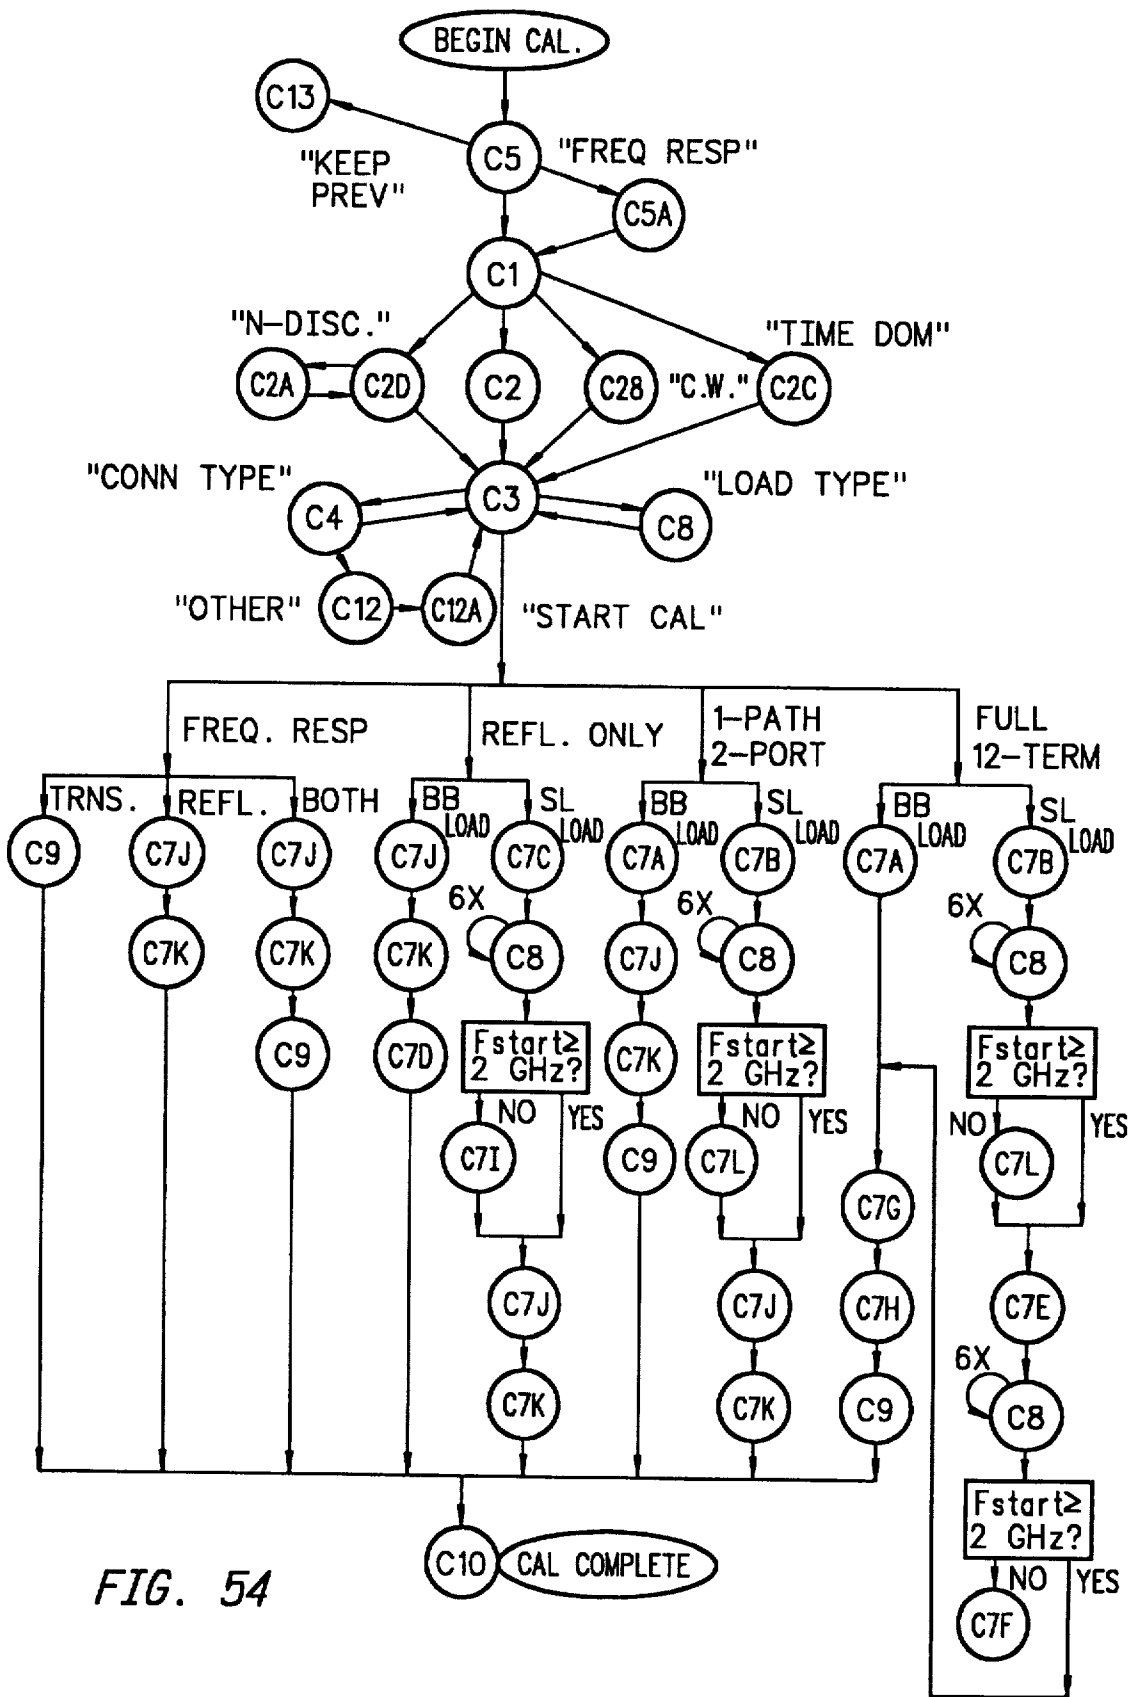 BEGIN CAL.
C13
C5
"FREQ RESP"
"KEEP
PREV"
C5A
C1
"N-DISC."
"TIME DOM"
C2A
C2D
C2
C28
"C.W."
C2C
"CONN TYPE"
C3
"LOAD TYPE"
C4
C8
"OTHER"
C12
C12A
"START CAL"
FREQ. RESP
REFL. ONLY
1-PATH
2-PORT
FULL
12-TERM
TRNS.
REFL.
BOTH
BB
LOAD
SL
LOAD
BB
LOAD
SL
LOAD
BB
LOAD
SL
LOAD
C9
C7J
C7J
C7J
C7C
C7A
C7B
C7A
C7B
6X
6X
6X
C7K
C7K
C7K
C8
C7J
C8
C8
C9
C7D
Fstart≥
2 GHz?
C7K
Fstart≥
2 GHz?
Fstart≥
2 GHz?
NO
YES
NO
YES
NO
YES
C7I
C9
C7L
C7L
C7G
C7J
C7J
C7H
C7E
6X
C7K
C7K
C9
C8
Fstart≥
2 GHz?
C10
CAL COMPLETE
NO
YES
C7F
FIG. 54